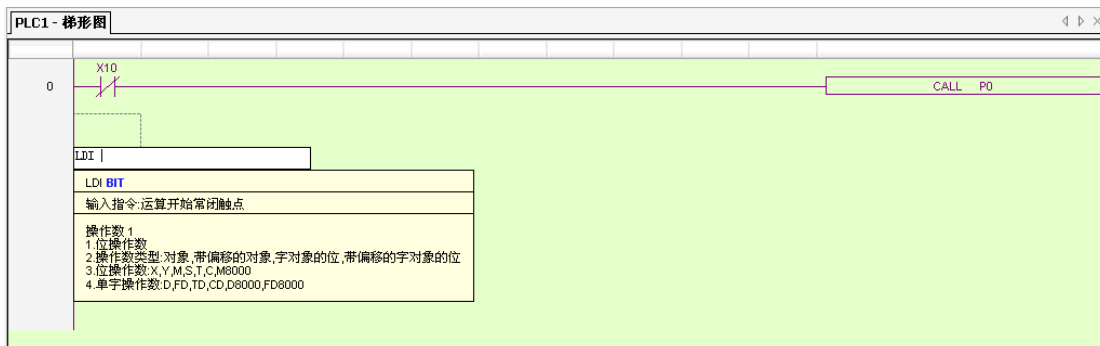 PLC1 - 梯形图
X10
0
CALL P0
LDI
LDI BIT
输入指令:运算开始常闭触点
操作数 1
1.位操作数
2.操作数类型:对象,带偏移的对象,字对象的位,带偏移的字对象的位
3.位操作数:X,Y,M,S,T,C,M8000
4.单字操作数:D,FD,TD,CD,D8000,FD8000